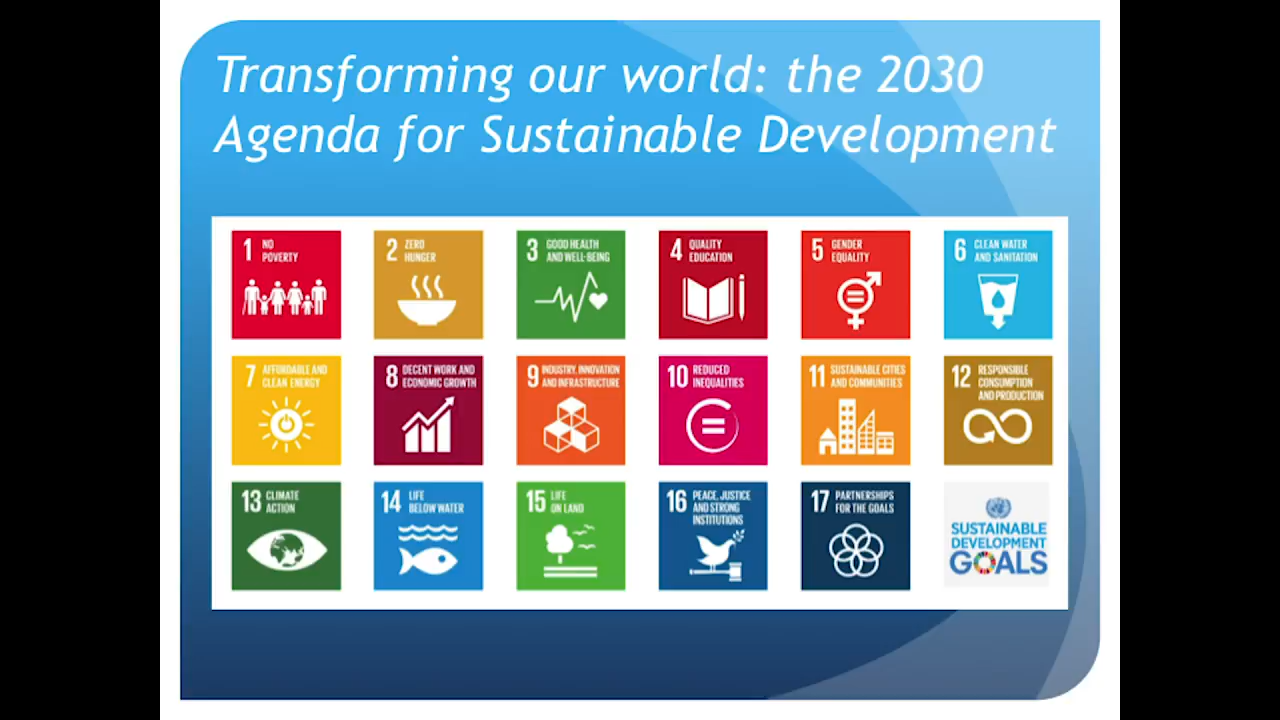 Transforming our world: the 2030
Agenda for Sustainable Development
1 NO
POVERTY
2 ZERO
HUNGER
3 GOOD HEALTH
AND WELL-BEING
4 QUALITY
EDUCATION
5 GENDER
EQUALITY
6 CLEAN WATER
AND SANITATION
7 AFFORDABLE AND
CLEAN ENERGY
8 DECENT WORK AND
ECONOMIC GROWTH
9 INDUSTRY, INNOVATION
AND INFRASTRUCTURE
10 REDUCED
INEQUALITIES
11 SUSTAINABLE CITIES
AND COMMUNITIES
12 RESPONSIBLE
CONSUMPTION
AND PRODUCTION
13 CLIMATE
ACTION
14 LIFE
BELOW WATER
15 LIFE
ON LAND
16 PEACE, JUSTICE
AND STRONG
INSTITUTIONS
17 PARTNERSHIPS
FOR THE GOALS
SUSTAINABLE
DEVELOPMENT
GOALS